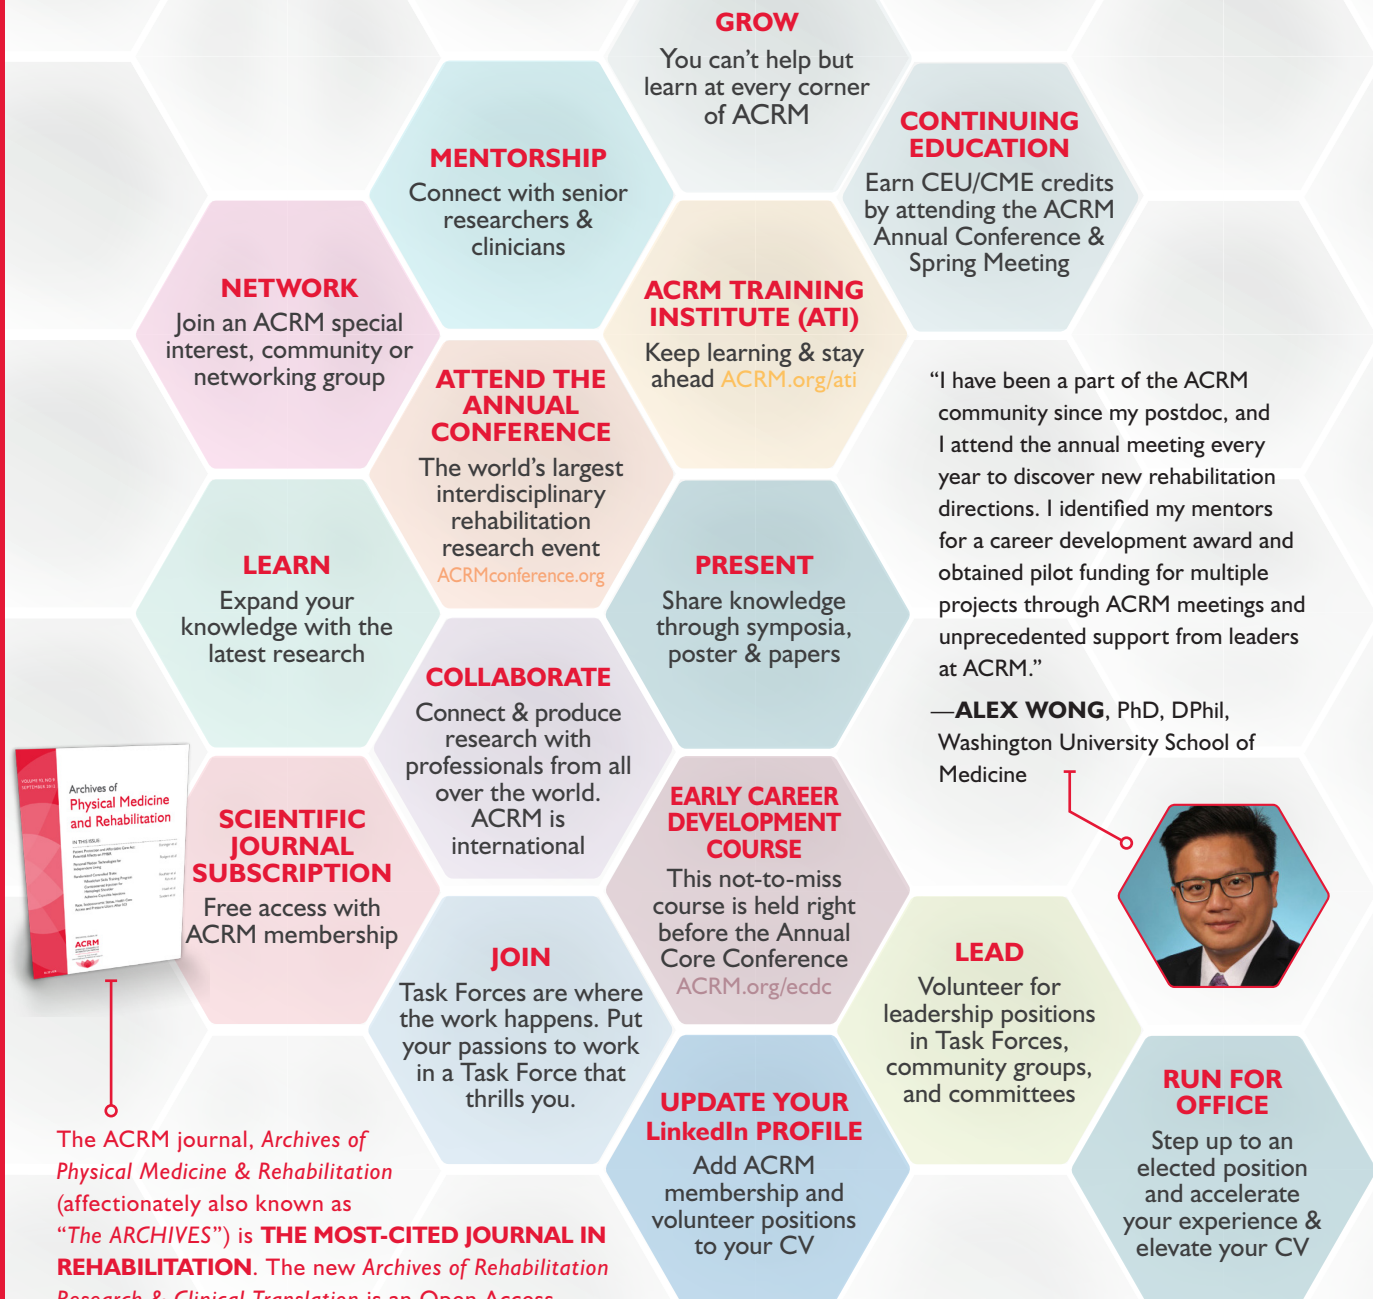 GROW
You can’t help but
learn at every corner
of ACRM
CONTINUING
EDUCATION
Earn CEU/CME credits
by attending the ACRM
Annual Conference &
Spring Meeting
MENTORSHIP
Connect with senior
researchers &
clinicians
NETWORK
Join an ACRM special
interest, community or
networking group
ACRM TRAINING
INSTITUTE (ATI)
Keep learning & stay
ahead ACRM.org/ati
ATTEND THE
ANNUAL
CONFERENCE
The world’s largest
interdisciplinary
rehabilitation
research event
ACRMconference.org
“I have been a part of the ACRM
community since my postdoc, and
I attend the annual meeting every
year to discover new rehabilitation
directions. I identified my mentors
for a career development award and
obtained pilot funding for multiple
projects through ACRM meetings and
unprecedented support from leaders
at ACRM.”
—ALEX WONG, PhD, DPhil,
Washington University School of
Medicine
LEARN
Expand your
knowledge with the
latest research
PRESENT
Share knowledge
through symposia,
poster & papers
COLLABORATE
Connect & produce
research with
professionals from all
over the world.
ACRM is
international
Archives of
Physical Medicine
and Rehabilitation
IN THIS ISSUE
ACRM
SCIENTIFIC
JOURNAL
SUBSCRIPTION
Free access with
ACRM membership
EARLY CAREER
DEVELOPMENT
COURSE
This not-to-miss
course is held right
before the Annual
Core Conference
ACRM.org/ecdc
JOIN
Task Forces are where
the work happens. Put
your passions to work
in a Task Force that
thrills you.
LEAD
Volunteer for
leadership positions
in Task Forces,
community groups,
and committees
UPDATE YOUR
LinkedIn PROFILE
Add ACRM
membership and
volunteer positions
to your CV
RUN FOR
OFFICE
Step up to an
elected position
and accelerate
your experience &
elevate your CV
The ACRM journal, Archives of
Physical Medicine & Rehabilitation
(affectionately also known as
“The ARCHIVES”) is THE MOST-CITED JOURNAL IN
REHABILITATION. The new Archives of Rehabilitation
Research & Clinical Translation is an Open Access